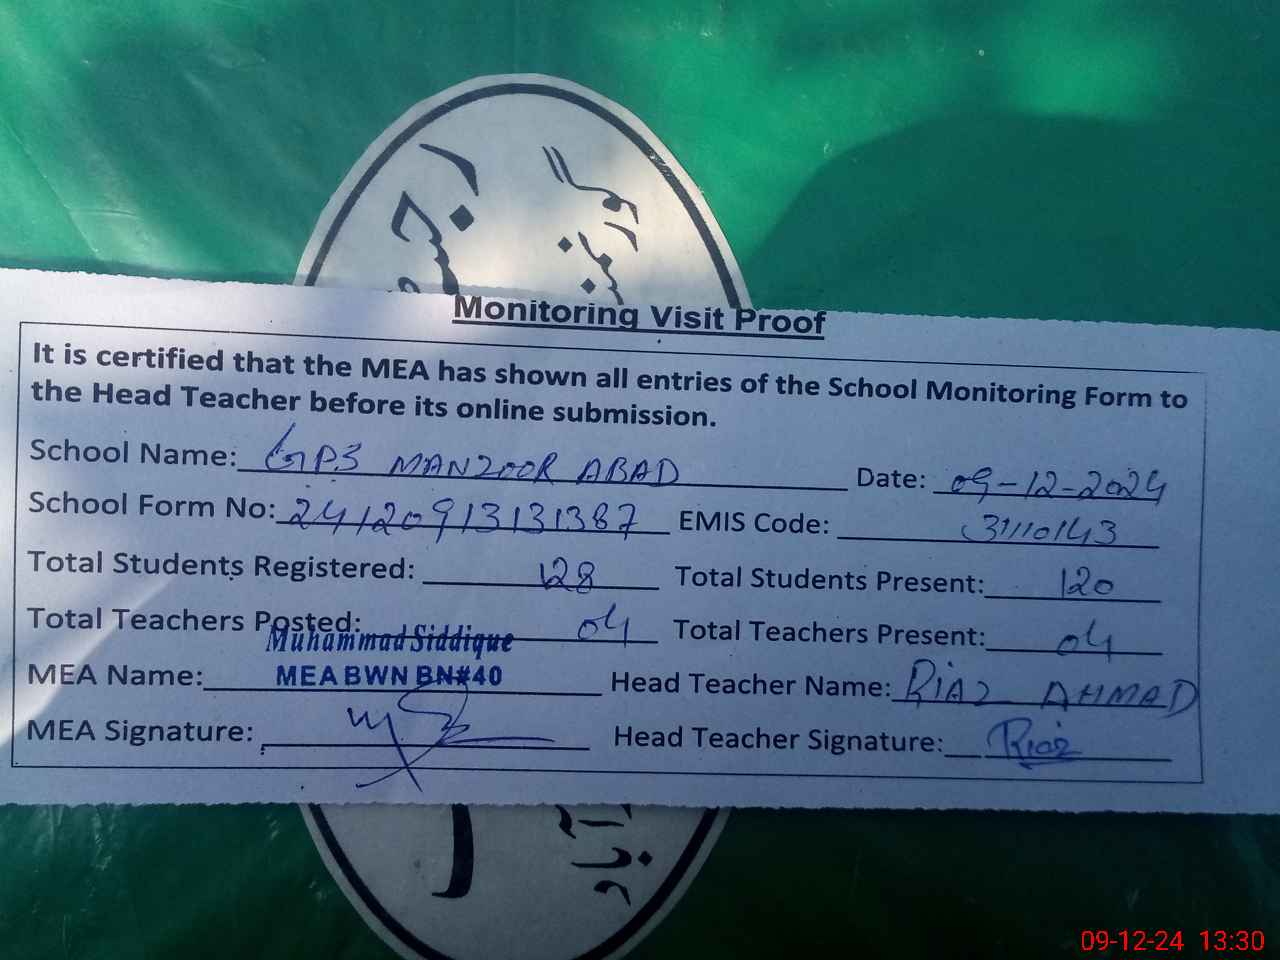 Monitoring Visit Proof
It is certified that the MEA has shown all entries of the School Monitoring Form to
the Head Teacher before its online submission.
School Name: GPS MANZOOR ABAD Date: 09-12-2024
School Form No: 24120913131387 EMIS Code: 31110143
Total Students Registered: 128 Total Students Present: 120
Total Teachers Posted: 04 Total Teachers Present: 04
Muhammad Siddique
MEA Name: MEA BWN BN#40 Head Teacher Name: RIAZ AHMAD
MEA Signature: Head Teacher Signature: Riaz
09-12-24 13:30